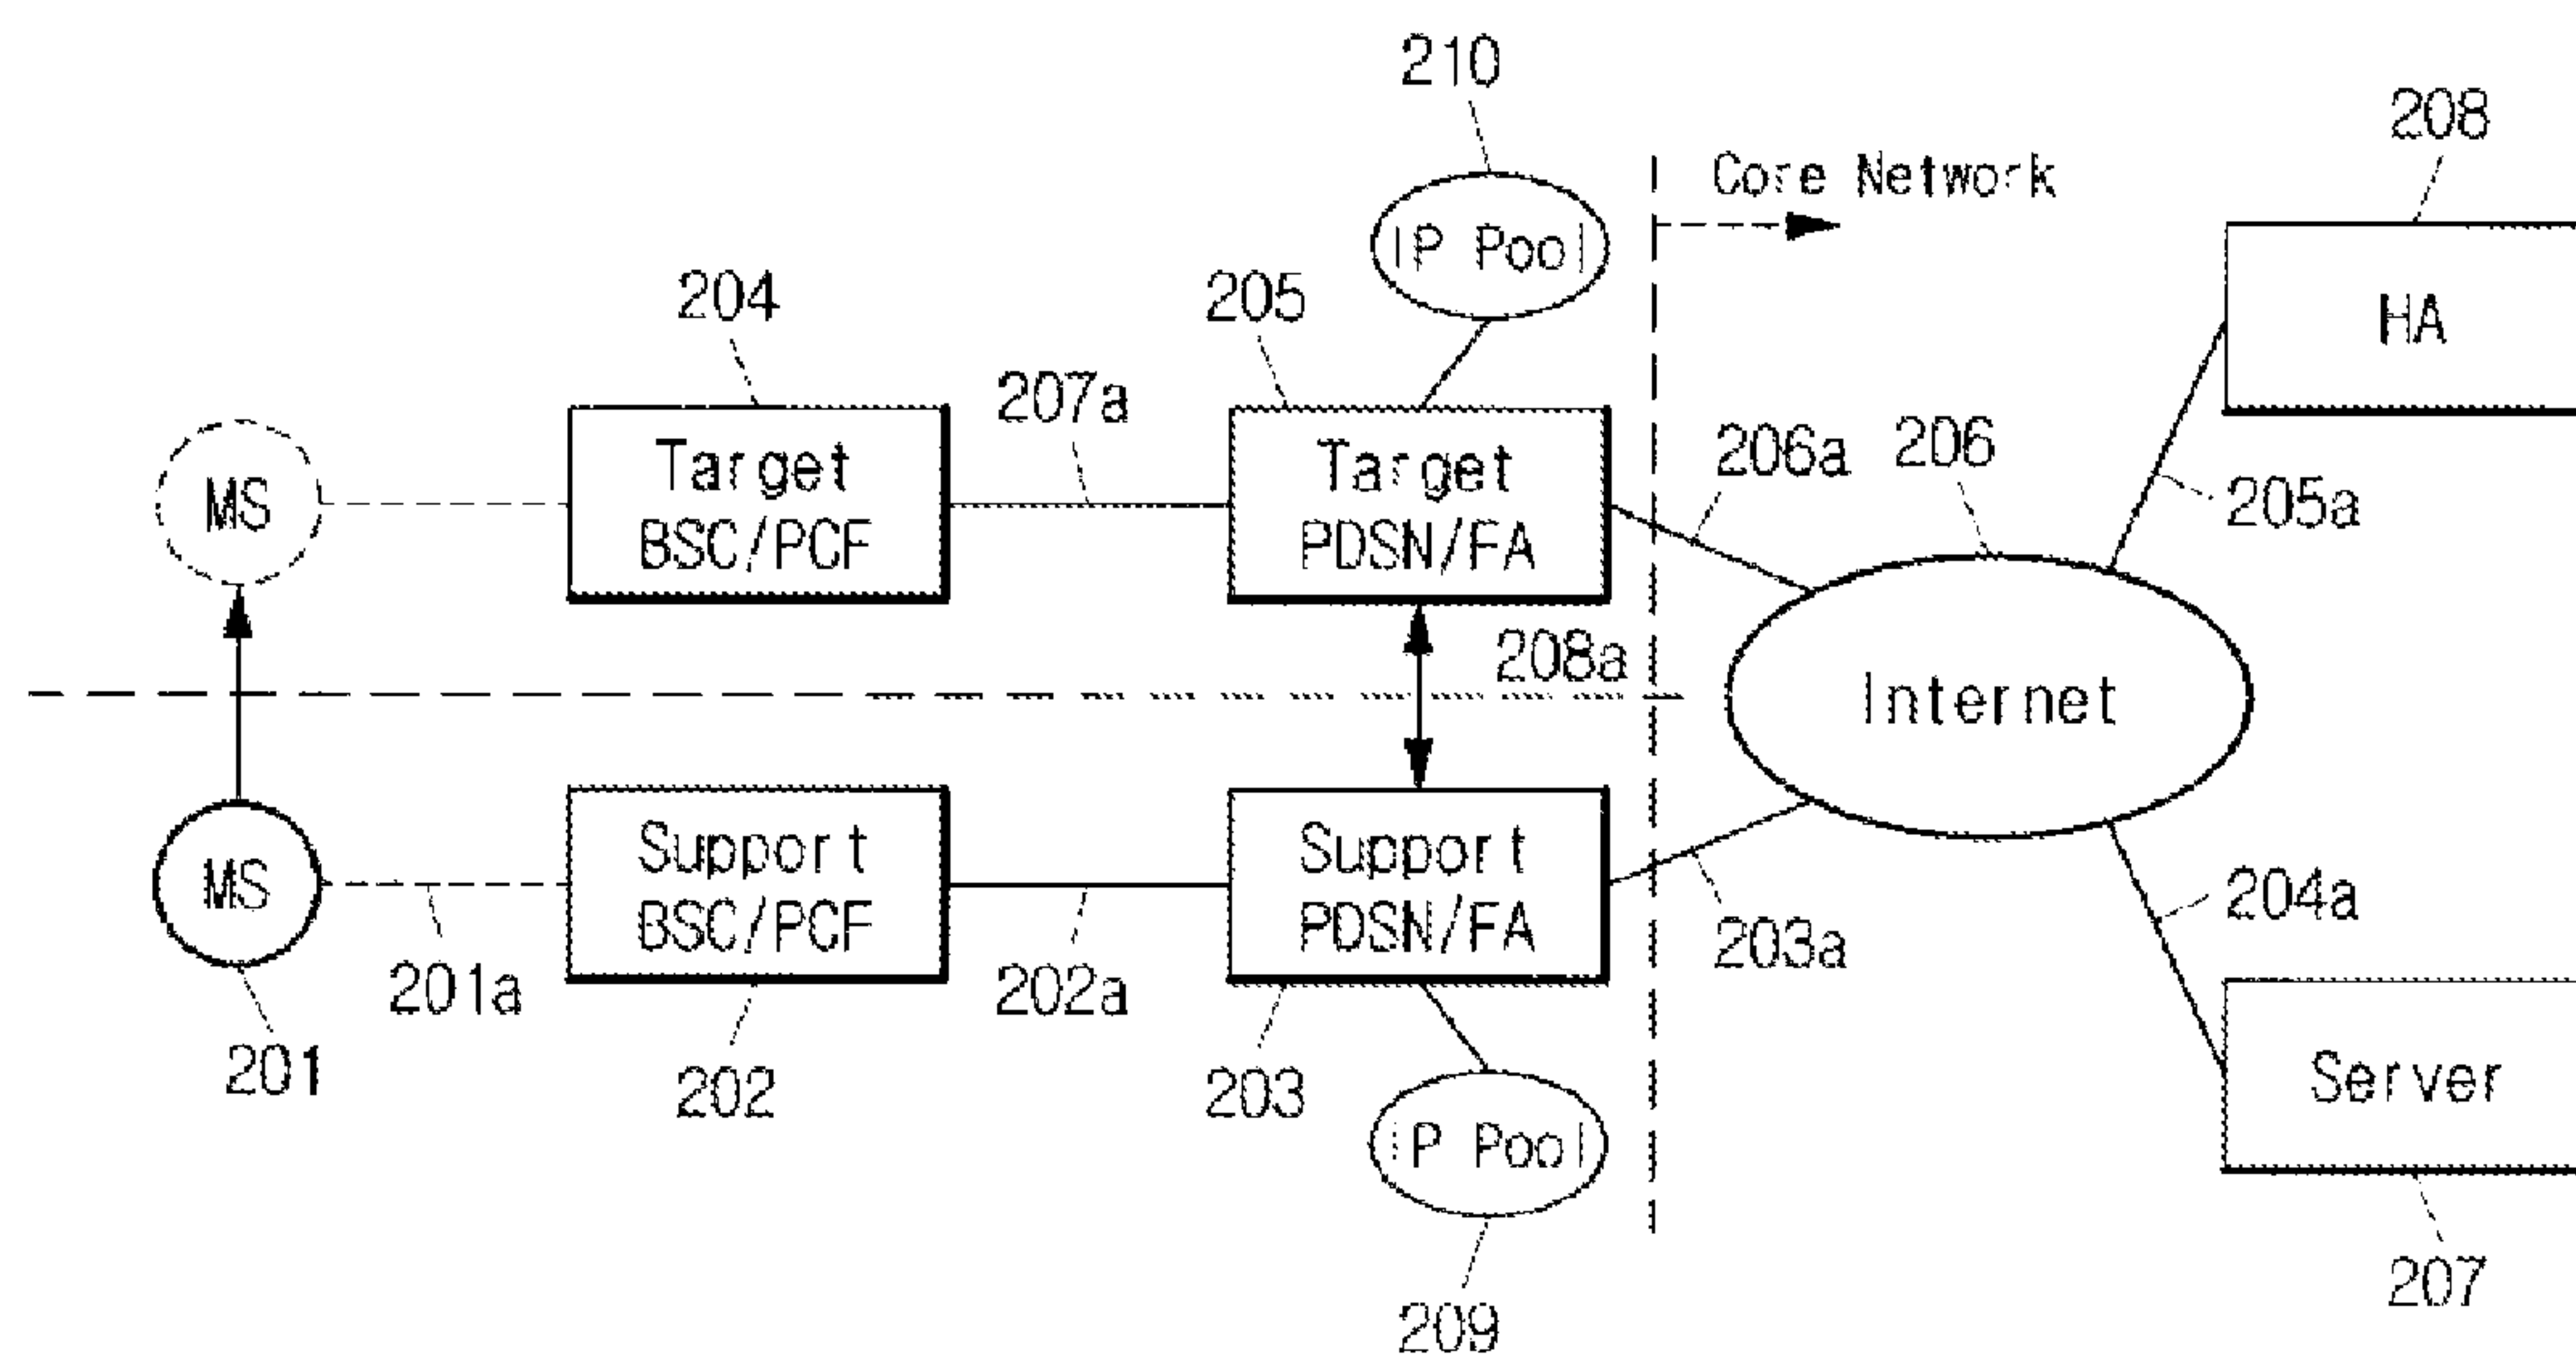 210
208
Core Network
IP Pool
204
205
HA
207a
206a
206
Target
BSC/PCF
Target
PDSN/FA
MS
205a
208a
Internet
Support
BSC/PCF
Support
PDSN/FA
MS
204a
203a
201a
202a
201
202
203
Server
IP Pool
207
209